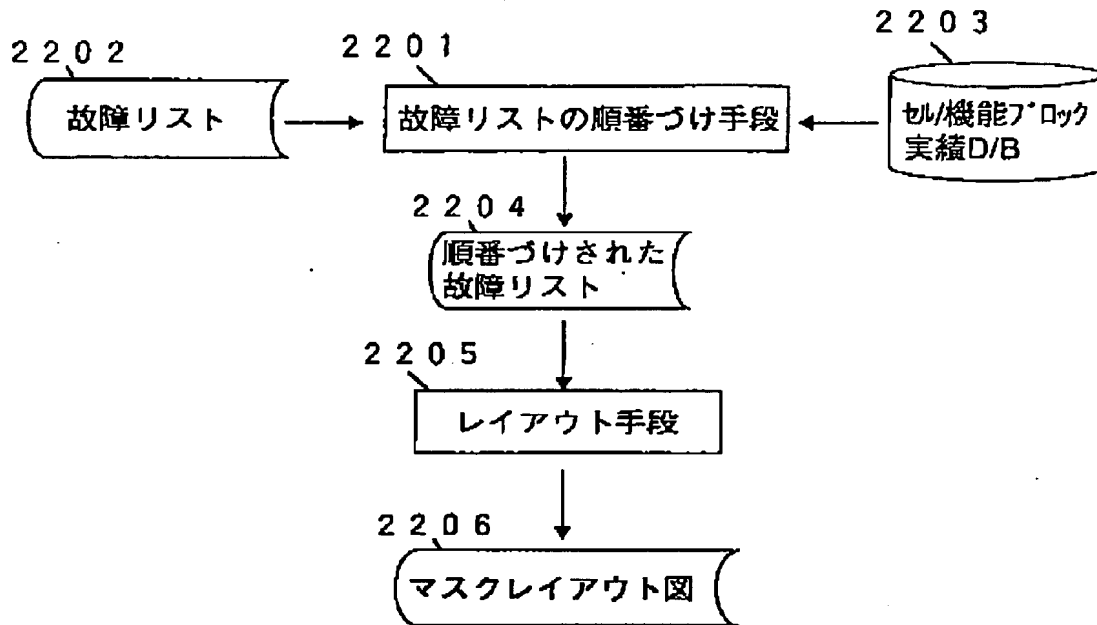 2202
2201
2203
故障リスト
故障リストの順番づけ手段
ｾﾙ/機能ﾌﾞﾛｯｸ
実績D/B
2204
順番づけされた
故障リスト
2205
レイアウト手段
2206
マスクレイアウト図